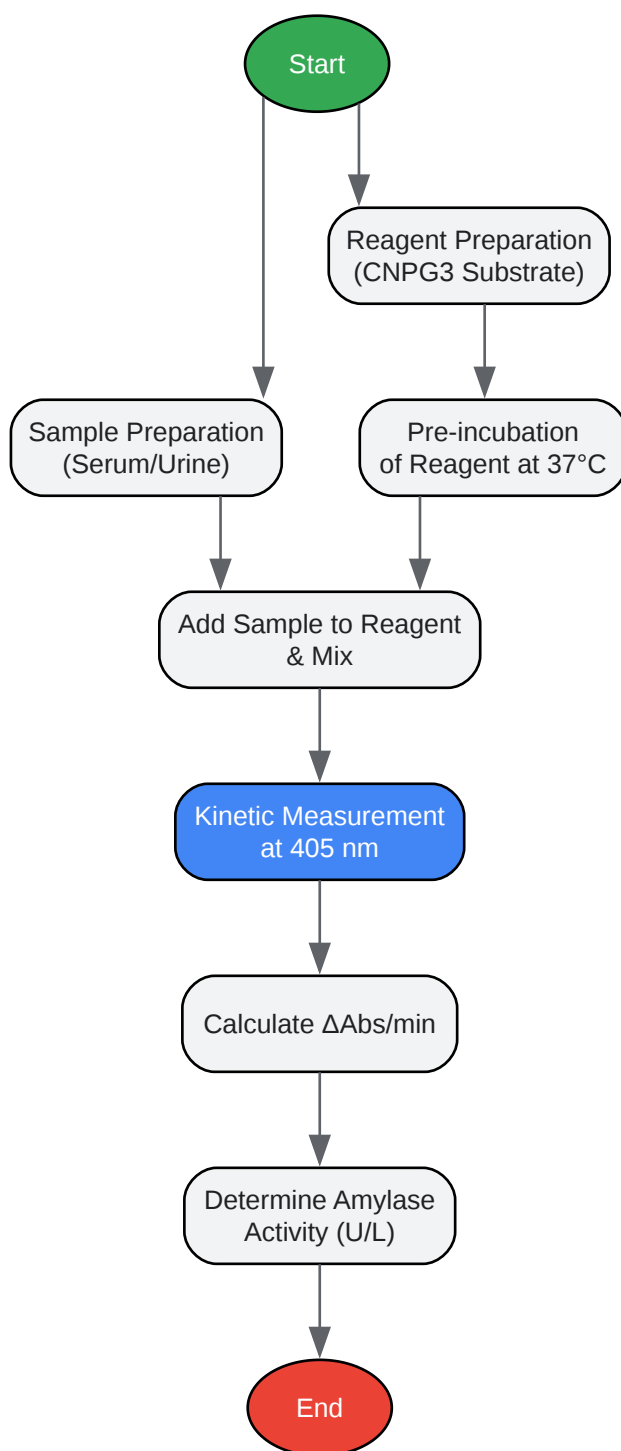 Start
Reagent Preparation
(CNPG3 Substrate)
Sample Preparation
(Serum/Urine)
Pre-incubation
of Reagent at 37°C
Add Sample to Reagent
& Mix
Kinetic Measurement
at 405 nm
Calculate ΔAbs/min
Determine Amylase
Activity (U/L)
End